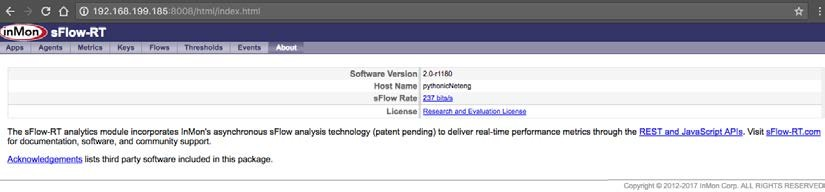 192.168.199.185:8008/html/index.html
inMon sFlow-RT
Apps Agents Metrics Keys Flows Thresholds Events About
Software Version 2.0-r1180
Host Name pythonicNeteng
sFlow Rate 237 bits/s
License Research and Evaluation License
The sFlow-RT analytics module incorporates InMon's asynchronous sFlow analysis technology (patent pending) to deliver real-time performance metrics through the REST and JavaScript APIs. Visit sFlow-RT.com
for documentation, software, and community support.
Acknowledgements lists third party software included in this package.
Copyright © 2012-2017 InMon Corp. ALL RIGHTS RESERVED